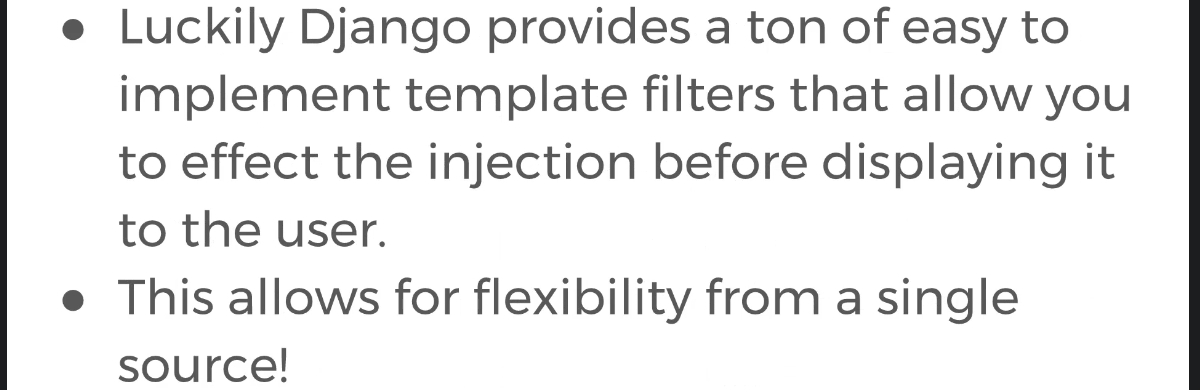 ● Luckily Django provides a ton of easy to
implement template filters that allow you
to effect the injection before displaying it
to the user.
● This allows for flexibility from a single
source!